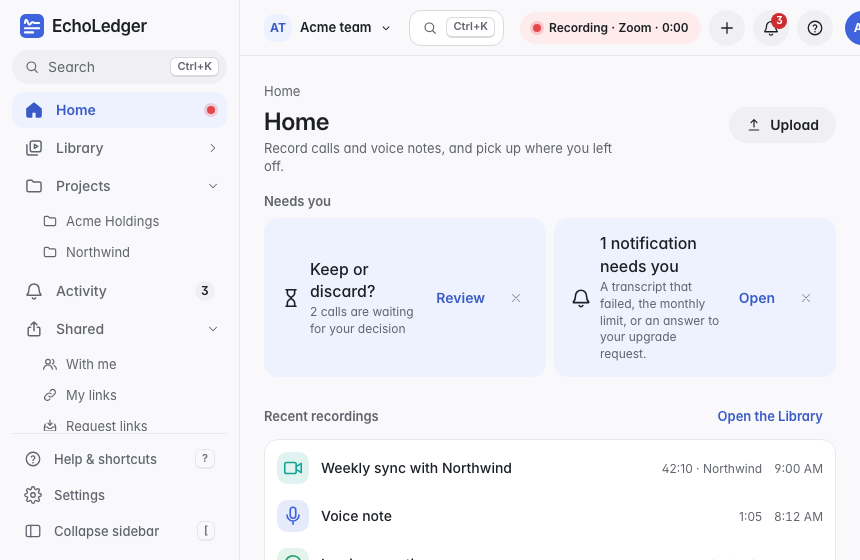 EchoLedger
Search Ctrl+K
Home
Library
Projects
Acme Holdings
Northwind
Activity 3
Shared
With me
My links
Request links
Help & shortcuts ?
Settings
Collapse sidebar [
AT Acme team Ctrl+K Recording · Zoom · 0:00 3
Home
Home
Upload
Record calls and voice notes, and pick up where you left
off.
Needs you
Keep or
discard?
2 calls are waiting
for your decision
Review
1 notification
needs you
A transcript that
failed, the monthly
limit, or an answer to
your upgrade
request.
Open
Recent recordings Open the Library
Weekly sync with Northwind 42:10 · Northwind 9:00 AM
Voice note 1:05 8:12 AM